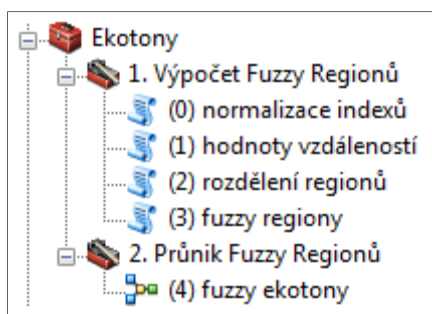 Ekotony
1. Výpočet Fuzzy Regionů
(0) normalizace indexů
(1) hodnoty vzdáleností
(2) rozdělení regionů
(3) fuzzy regiony
2. Průnik Fuzzy Regionů
(4) fuzzy ekotony